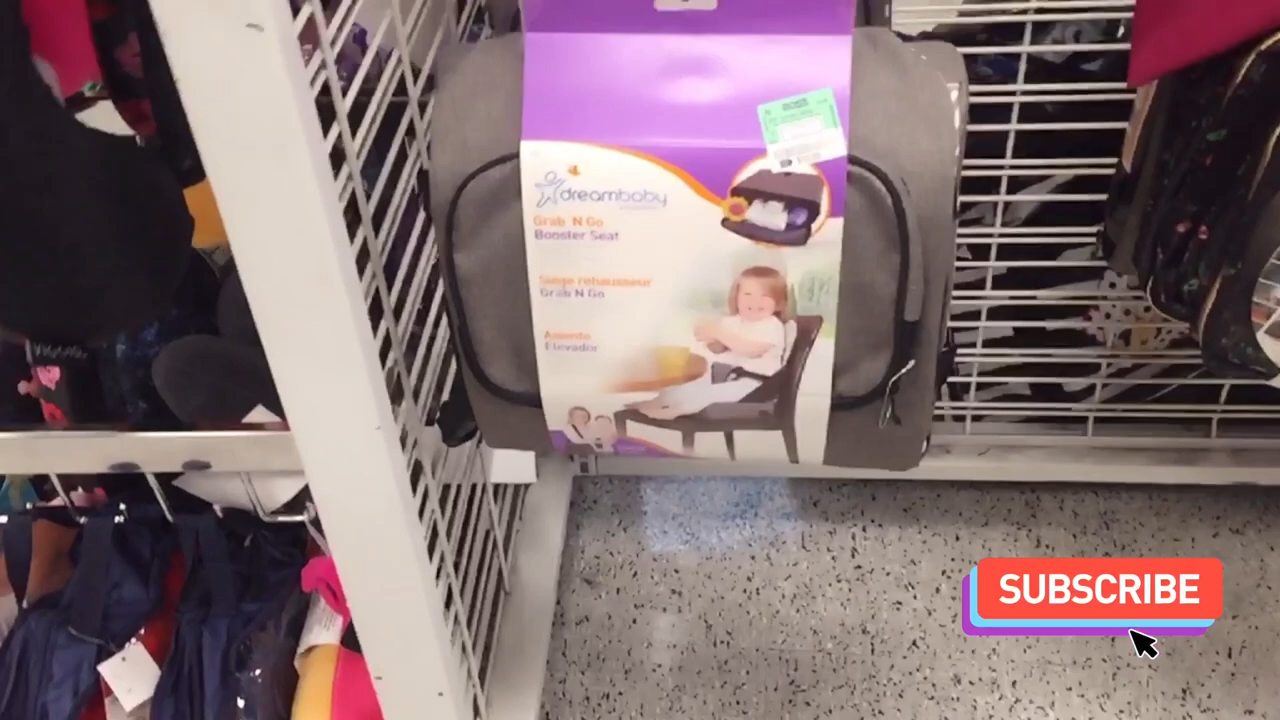 dreambaby
Grab N Go
Booster Seat
Siège rehausseur
Grab N Go
Asiento
Elevador
SUBSCRIBE